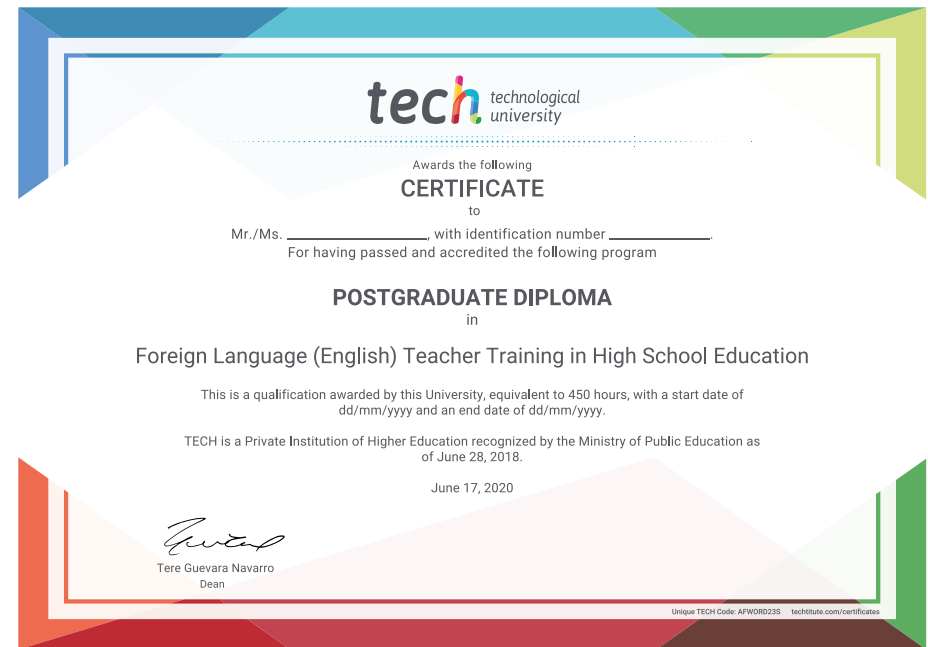 tech technological
university
Awards the following
CERTIFICATE
to
Mr./Ms. ____________________, with identification number ______________.
For having passed and accredited the following program
POSTGRADUATE DIPLOMA
in
Foreign Language (English) Teacher Training in High School Education
This is a qualification awarded by this University, equivalent to 450 hours, with a start date of
dd/mm/yyyy and an end date of dd/mm/yyyy.
TECH is a Private Institution of Higher Education recognized by the Ministry of Public Education as
of June 28, 2018.
June 17, 2020
Tere Guevara Navarro
Dean
Unique TECH Code: AFWORD23S techtitute.com/certificates